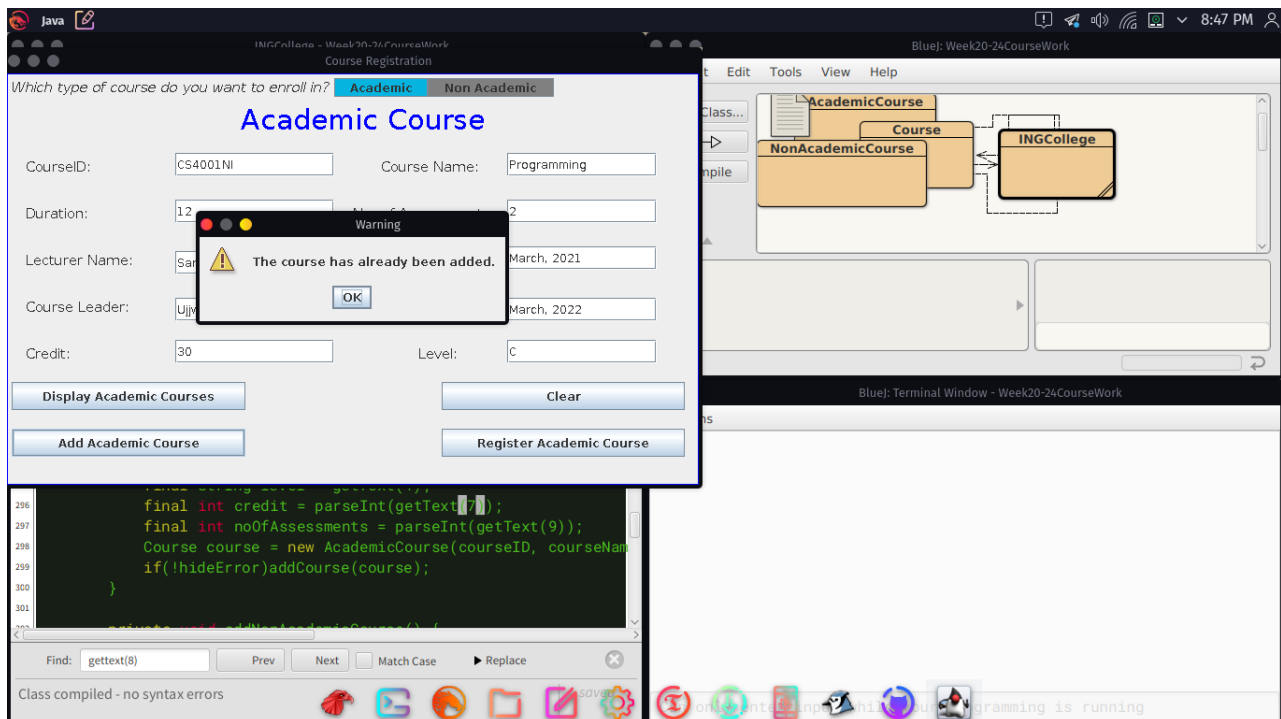 Java
8:47 PM
INGCollege - Week20-24CourseWork
BlueJ: Week20-24CourseWork
Course Registration
Edit Tools View Help
Which type of course do you want to enroll in? Academic Non Academic
Academic Course
CourseID: CS4001NI Course Name: Programming
Duration: 12 2
Lecturer Name: March, 2021
Course Leader: March, 2022
Credit: 30 Level: C
Display Academic Courses Clear
Add Academic Course Register Academic Course
Warning
The course has already been added.
OK
Class...
AcademicCourse
Course
NonAcademicCourse
INGCollege
BlueJ: Terminal Window - Week20-24CourseWork
296 final int credit = parseInt(getText(7));
297 final int noOfAssessments = parseInt(getText(9));
298 Course course = new AcademicCourse(courseID, courseNam
299 if(!hideError)addCourse(course);
300 }
301
Find: gettext(8) Prev Next Match Case Replace
Class compiled - no syntax errors